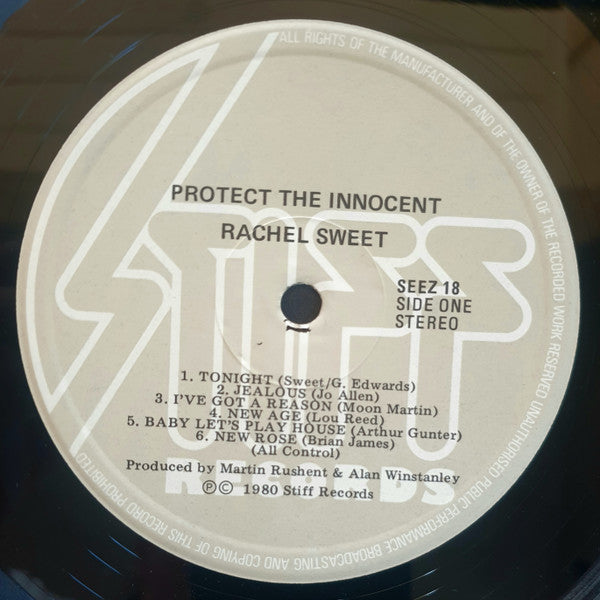 ALL RIGHTS OF THE MANUFACTURER AND OF THE OWNER OF THE RECORDED WORK RESERVED UNAUTHORISED PUBLIC PERFORMANCE BROADCASTING AND COPYING OF THIS RECORD PROHIBITED
PROTECT THE INNOCENT
RACHEL SWEET
STIFF
SEEZ 18
SIDE ONE
STEREO
1. TONIGHT (Sweet/G. Edwards)
2. JEALOUS (Jo Allen)
3. I'VE GOT A REASON (Moon Martin)
4. NEW AGE (Lou Reed)
5. BABY LET'S PLAY HOUSE (Arthur Gunter)
6. NEW ROSE (Brian James)
(All Control)
Produced by Martin Rushent & Alan Winstanley
RECORDS
℗© 1980 Stiff Records